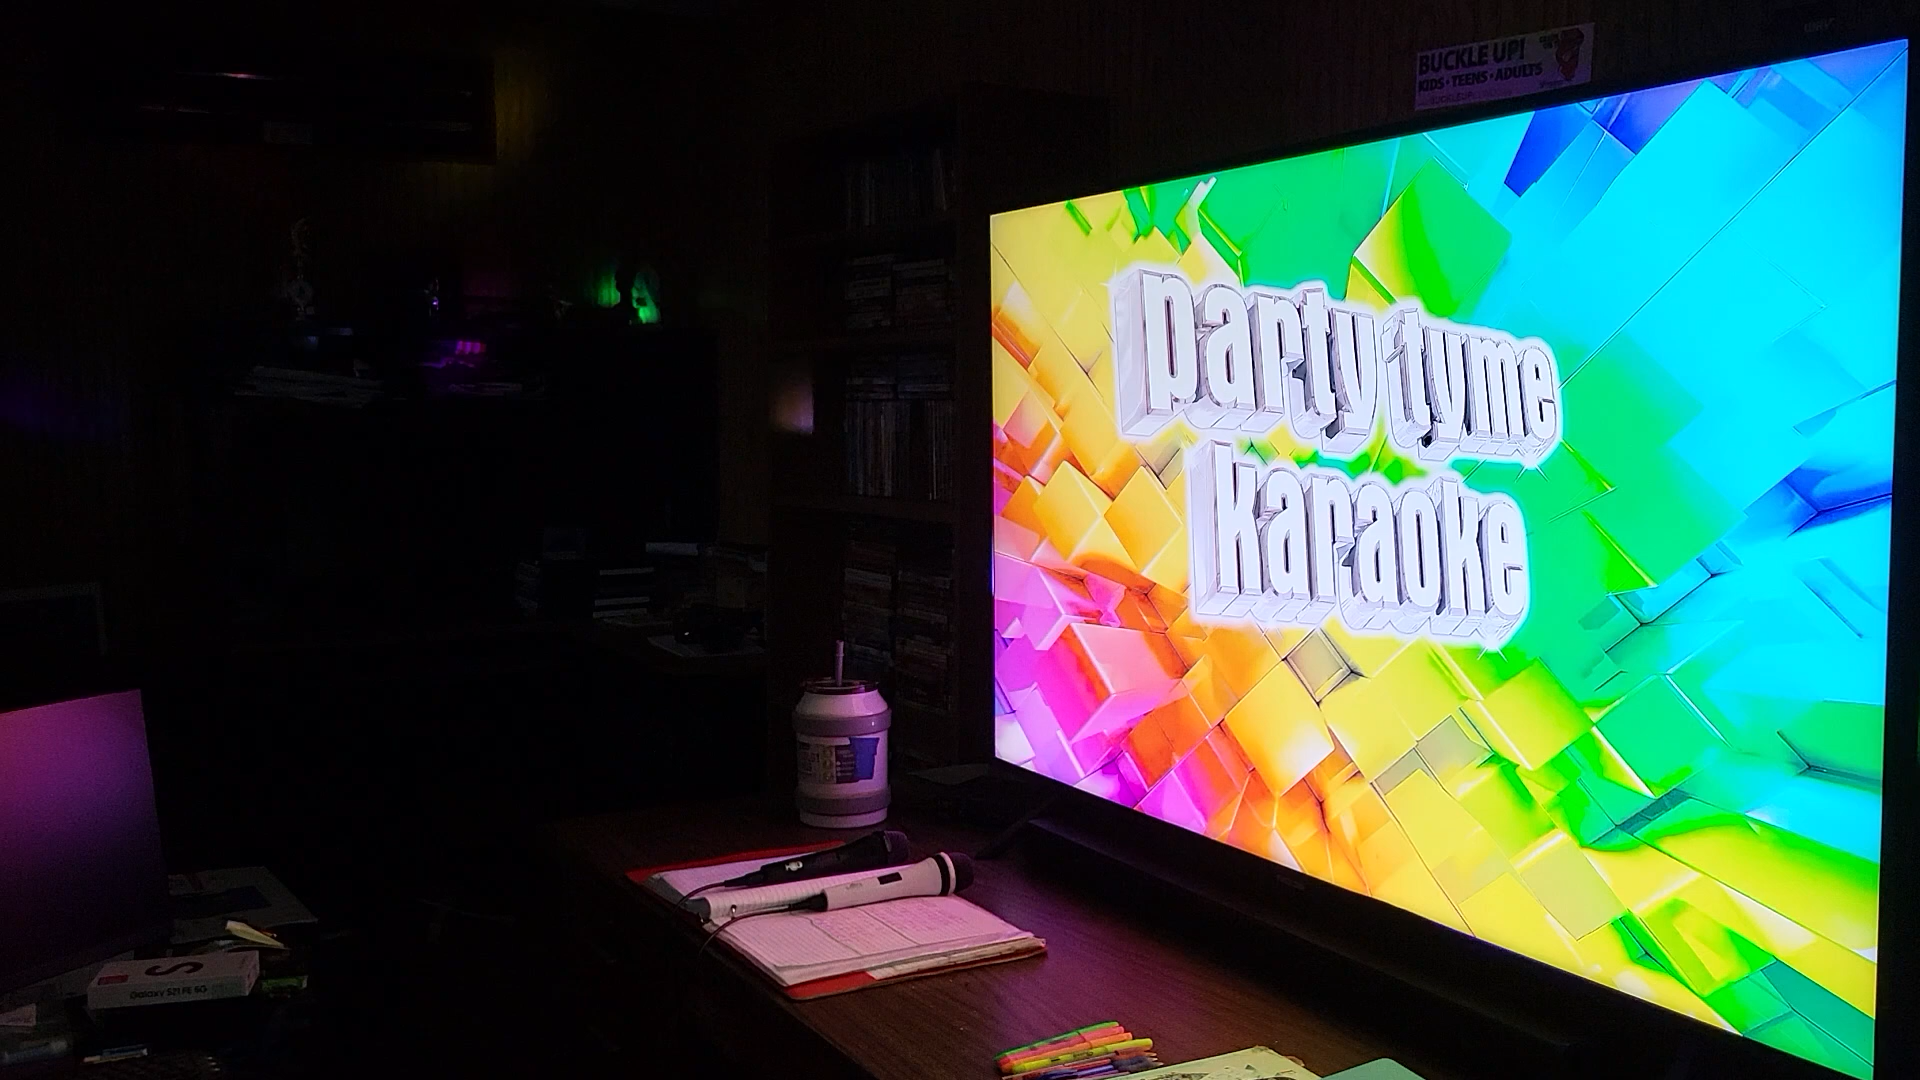 BUCKLE UP!
KIDS • TEENS • ADULTS
party tyme
karaoke
Galaxy S21 FE 5G